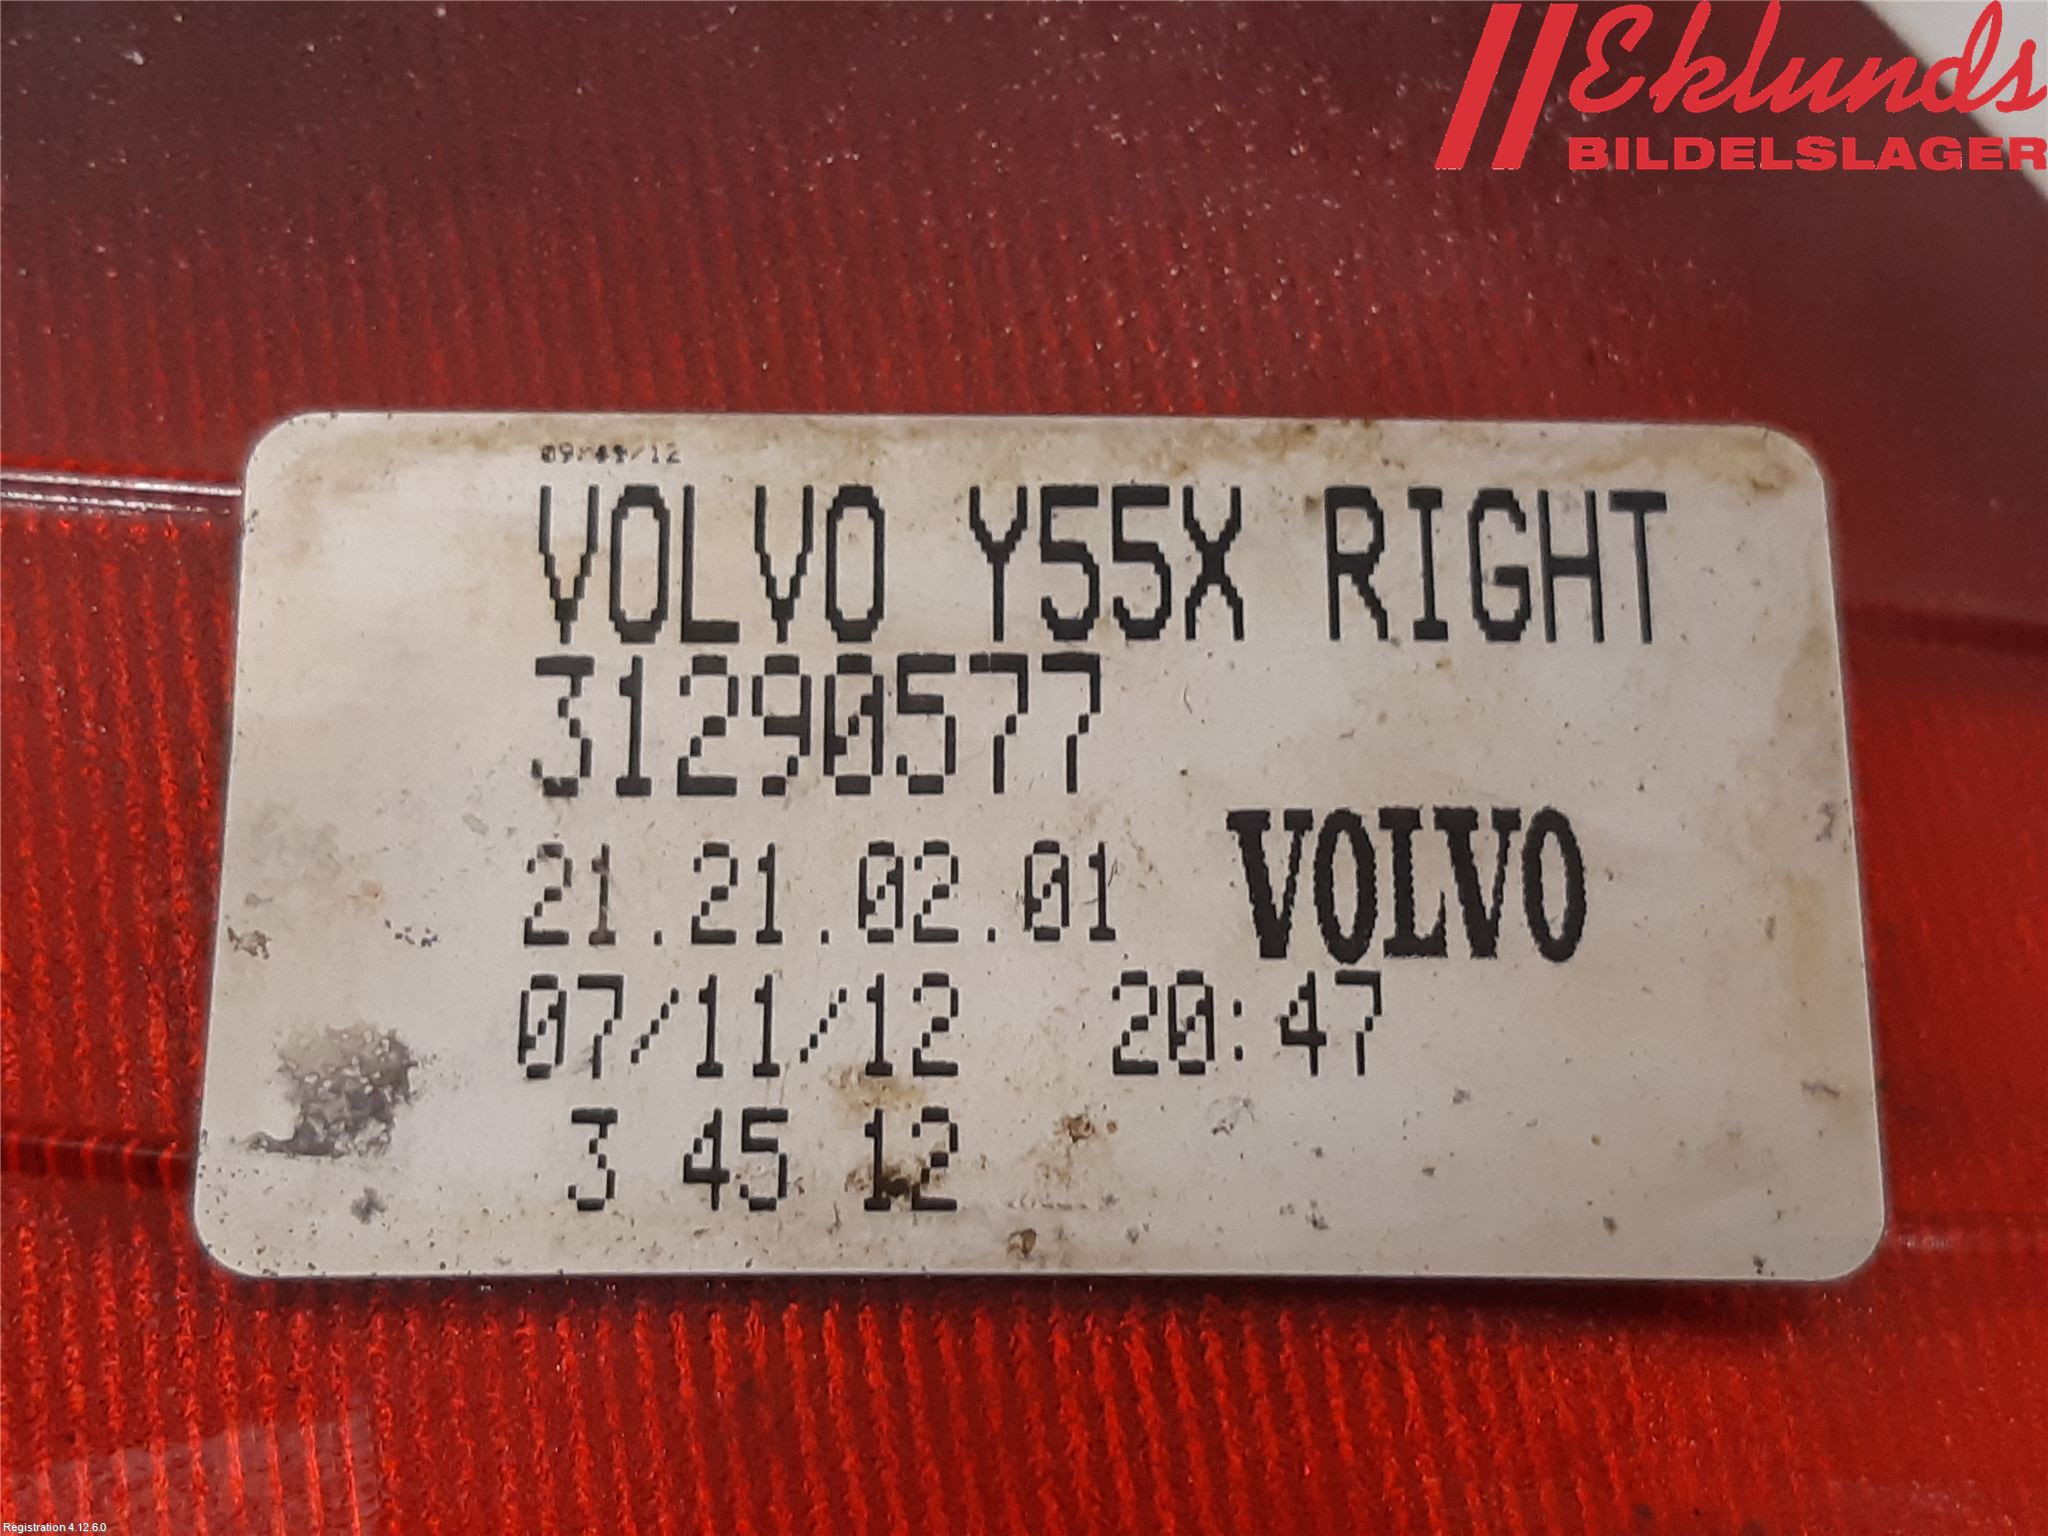 Eklunds
BILDELSLAGER
VOLVO Y55X RIGHT
31290577
21.21.02.01
VOLVO
07/11/12 20:47
3 45 12
Registration 4.12.6.0